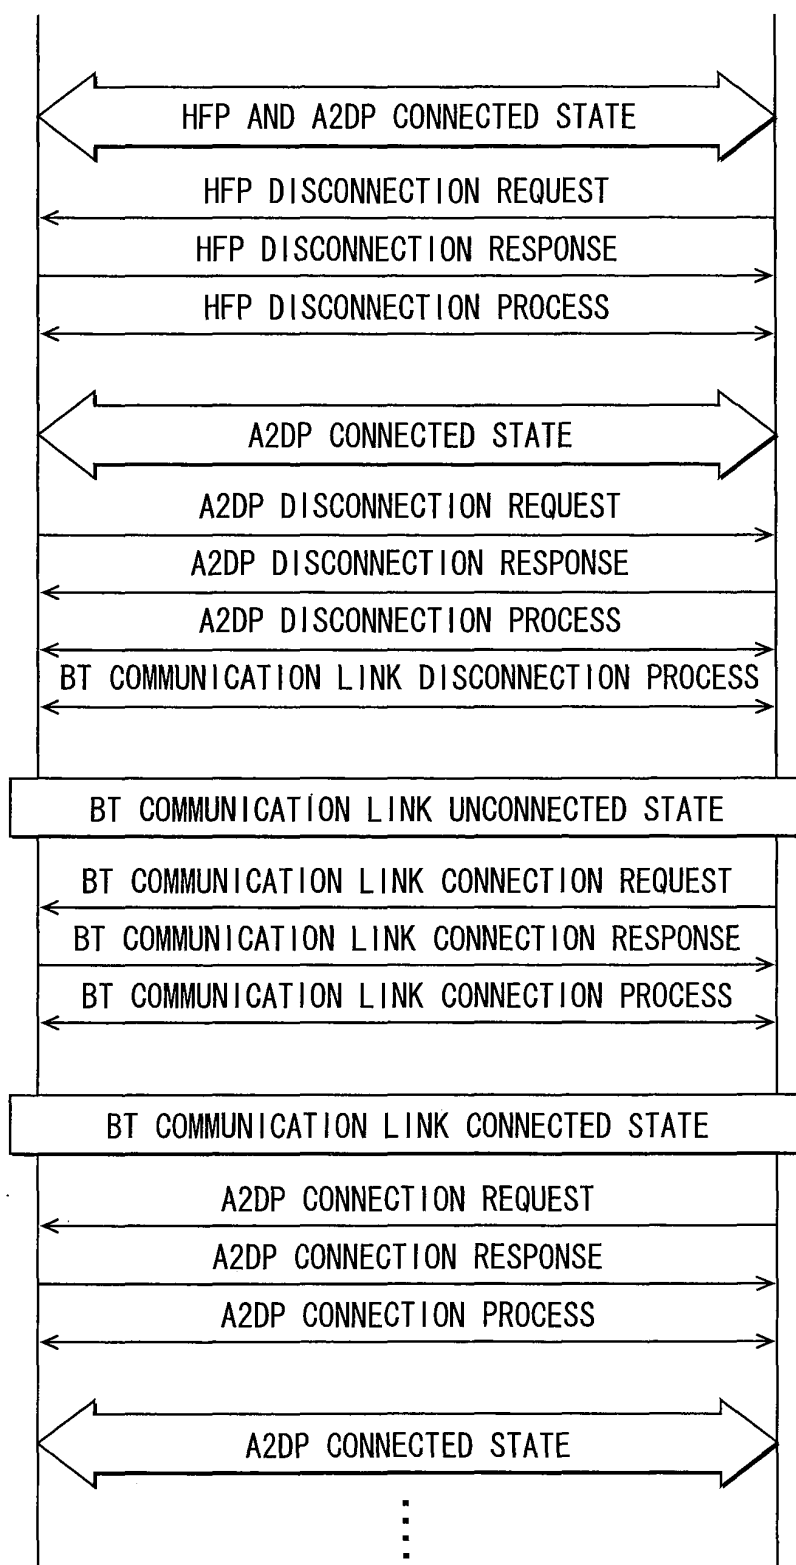 HFP AND A2DP CONNECTED STATE
HFP DISCONNECTION REQUEST
HFP DISCONNECTION RESPONSE
HFP DISCONNECTION PROCESS
A2DP CONNECTED STATE
A2DP DISCONNECTION REQUEST
A2DP DISCONNECTION RESPONSE
A2DP DISCONNECTION PROCESS
BT COMMUNICATION LINK DISCONNECTION PROCESS
BT COMMUNICATION LINK UNCONNECTED STATE
BT COMMUNICATION LINK CONNECTION REQUEST
BT COMMUNICATION LINK CONNECTION RESPONSE
BT COMMUNICATION LINK CONNECTION PROCESS
BT COMMUNICATION LINK CONNECTED STATE
A2DP CONNECTION REQUEST
A2DP CONNECTION RESPONSE
A2DP CONNECTION PROCESS
A2DP CONNECTED STATE